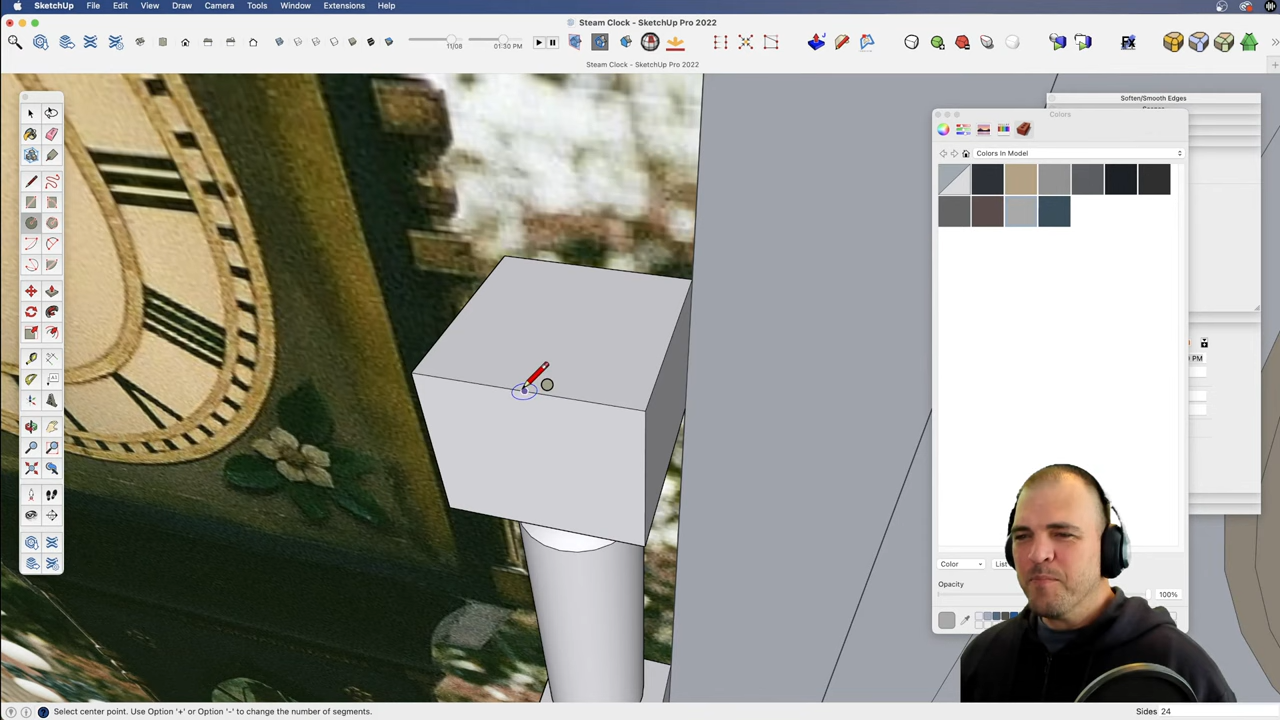 SketchUp File Edit View Draw Camera Tools Window Extensions Help
Steam Clock - SketchUp Pro 2022
11/08 01:30 PM
Steam Clock - SketchUp Pro 2022
Soften/Smooth Edges
Colors
Colors In Model
PM
Color List
Opacity
100%
Select center point. Use Option '+' or Option '-' to change the number of segments.
Sides 24